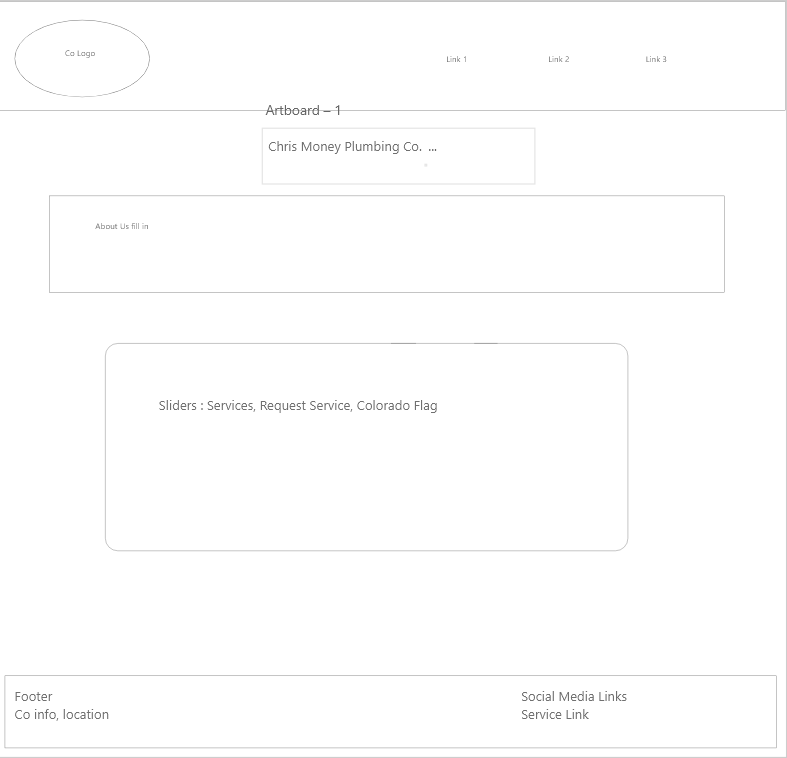 Co Logo
Link 1
Link 2
Link 3
Artboard – 1
Chris Money Plumbing Co. ...
About Us fill in
Sliders : Services, Request Service, Colorado Flag
Footer
Co info, location
Social Media Links
Service Link